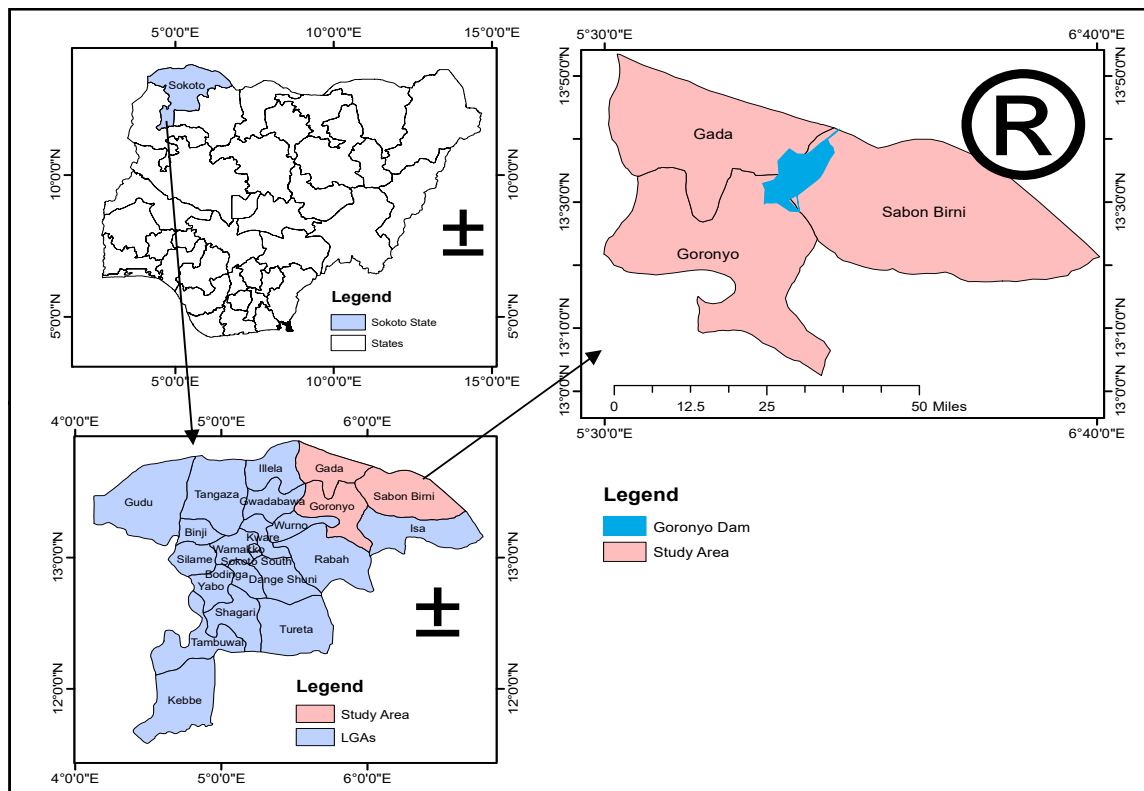 5°0'0"E 10°0'0"E 15°0'0"E
10°0'0"N
5°0'0"N
Sokoto
±
Legend
Sokoto State
States
10°0'0"N
5°0'0"N
5°0'0"E 10°0'0"E 15°0'0"E
5°30'0"E 6°40'0"E
13°50'0"N
13°30'0"N
13°10'0"N
13°0'0"N
®
Gada
Sabon Birni
Goronyo
0 12.5 25 50 Miles
13°50'0"N
13°30'0"N
13°10'0"N
13°0'0"N
5°30'0"E 6°40'0"E
Legend
Goronyo Dam
Study Area
4°0'0"E 5°0'0"E 6°0'0"E
13°0'0"N
12°0'0"N
Illela
Gada
Gudu
Tangaza
Gwadabawa
Sabon Birni
Goronyo
Wurno
Isa
Binji
Kware
Wamakko
Silame
Sokoto South
Rabah
Bodinga
Dange Shuni
Yabo
Shagari
Tureta
Tambuwal
Kebbe
±
Legend
Study Area
LGAs
13°0'0"N
12°0'0"N
4°0'0"E 5°0'0"E 6°0'0"E